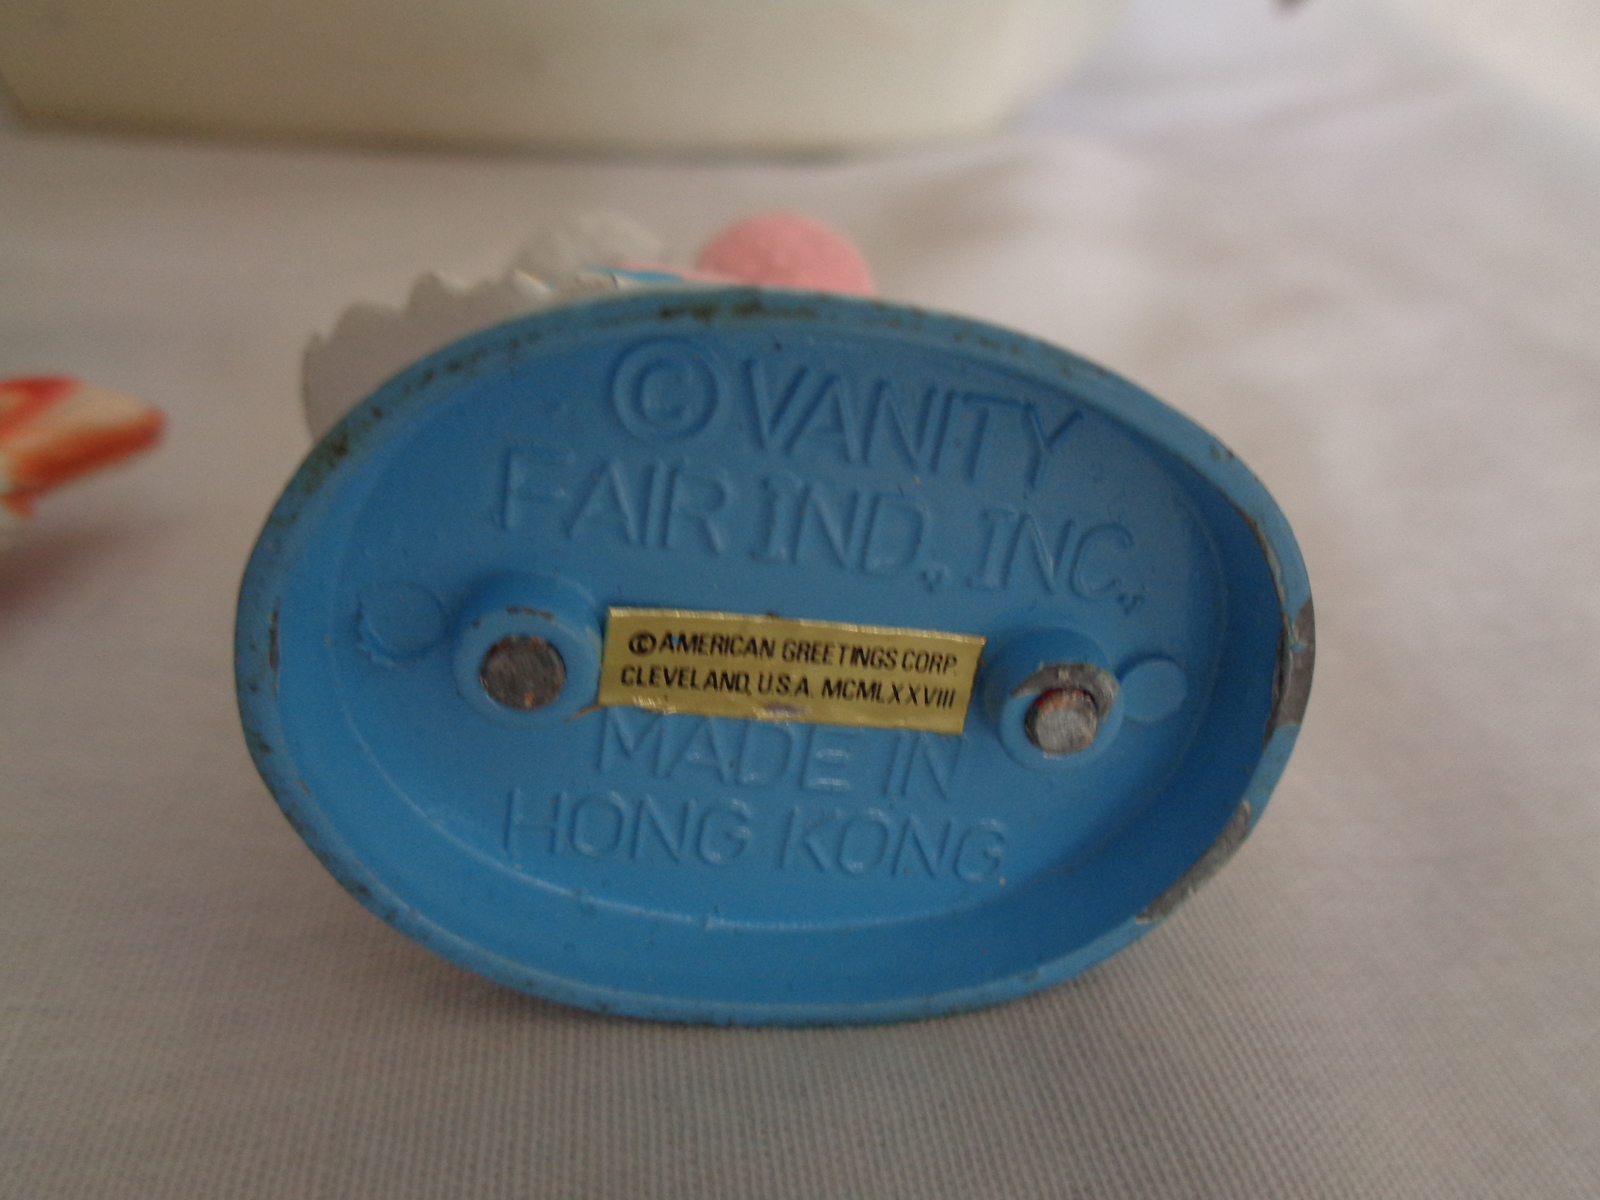 © VANITY
FAIR IND., INC.,
© AMERICAN GREETINGS CORP.
CLEVELAND, U.S.A. MCMLXXVIII
MADE IN
HONG KONG